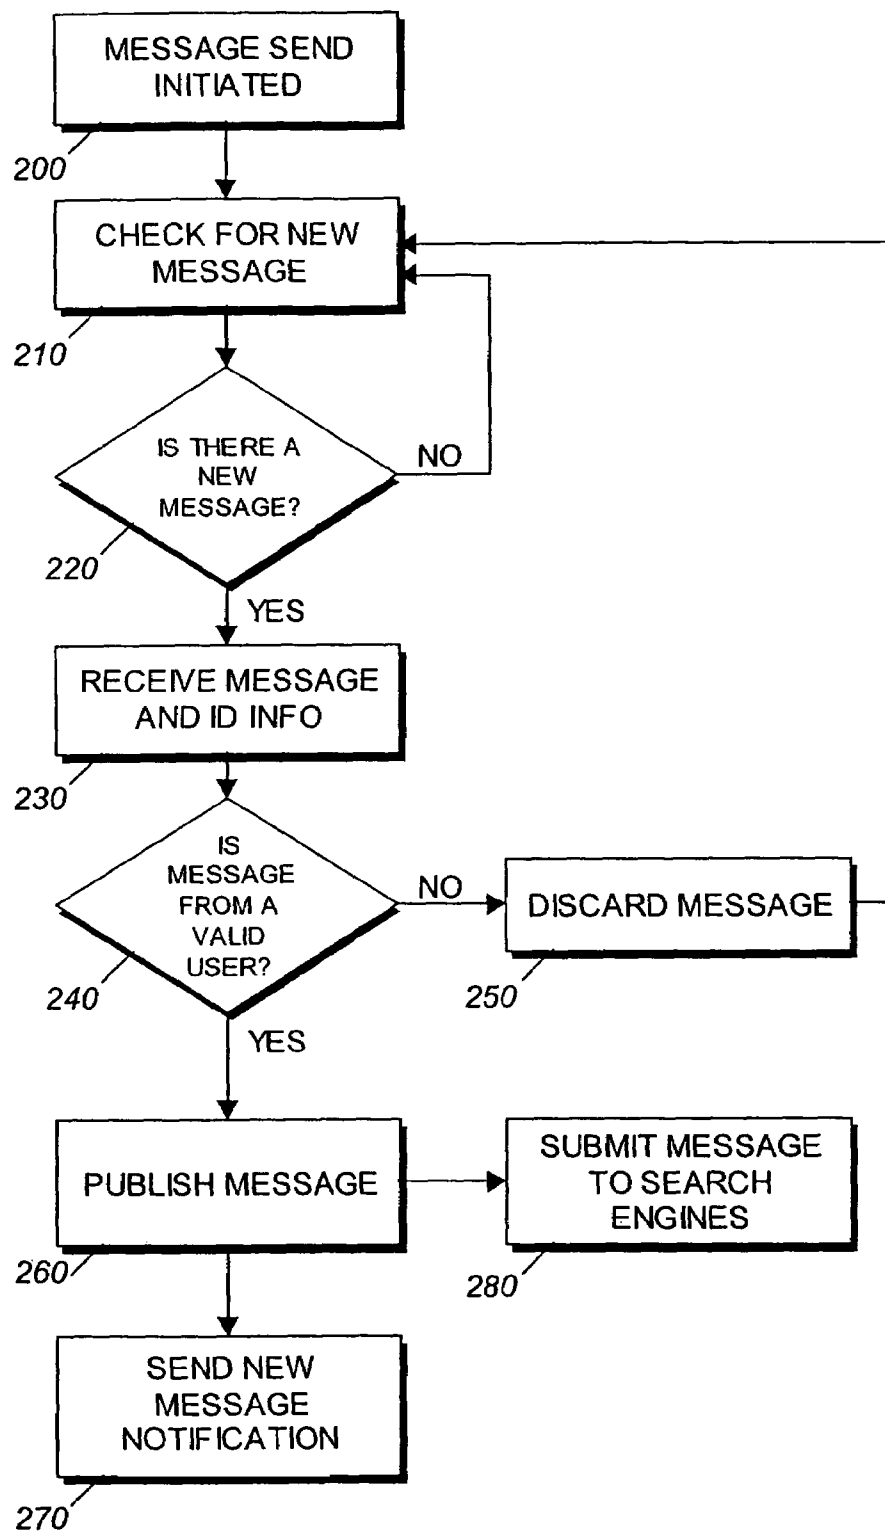 MESSAGE SEND
INITIATED
200
CHECK FOR NEW
MESSAGE
210
IS THERE A
NEW
MESSAGE?
NO
220
YES
RECEIVE MESSAGE
AND ID INFO
230
IS
MESSAGE
FROM A
VALID
USER?
NO
DISCARD MESSAGE
240
250
YES
PUBLISH MESSAGE
SUBMIT MESSAGE
TO SEARCH
ENGINES
260
280
SEND NEW
MESSAGE
NOTIFICATION
270